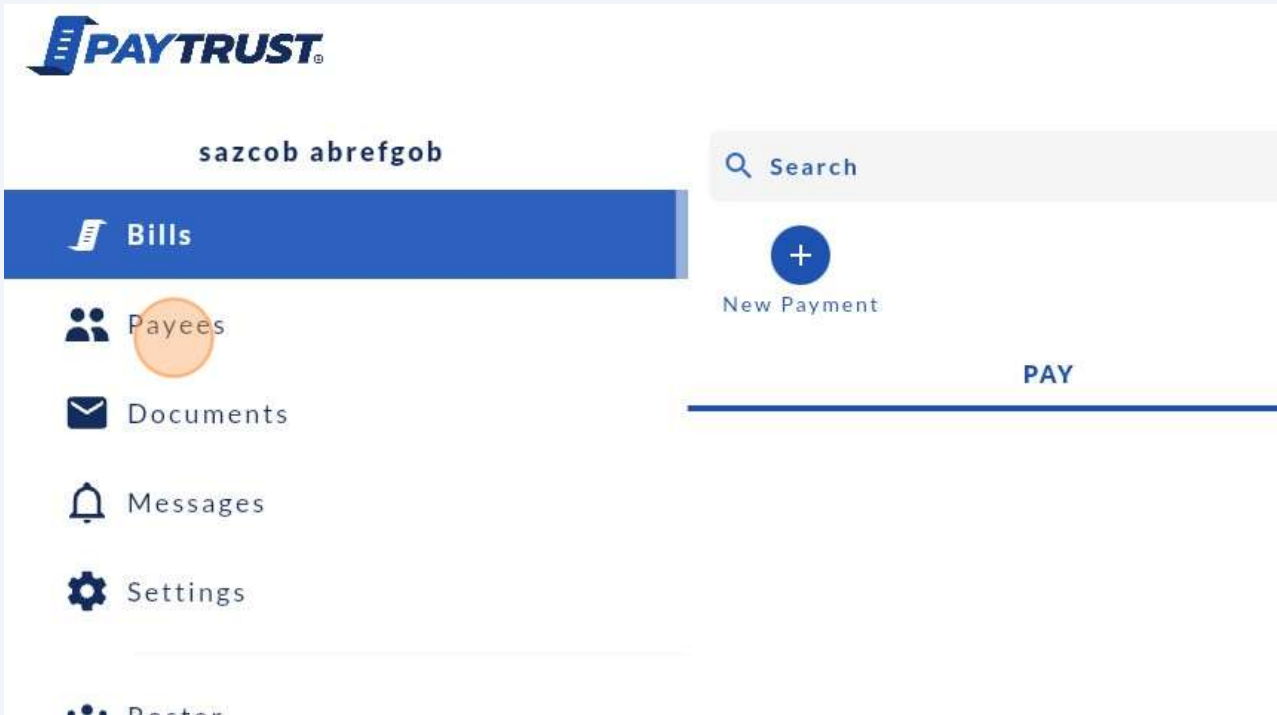 PAYTRUST®
sazcob abrefgob
Bills
Payees
Documents
Messages
Settings
Search
New Payment
PAY